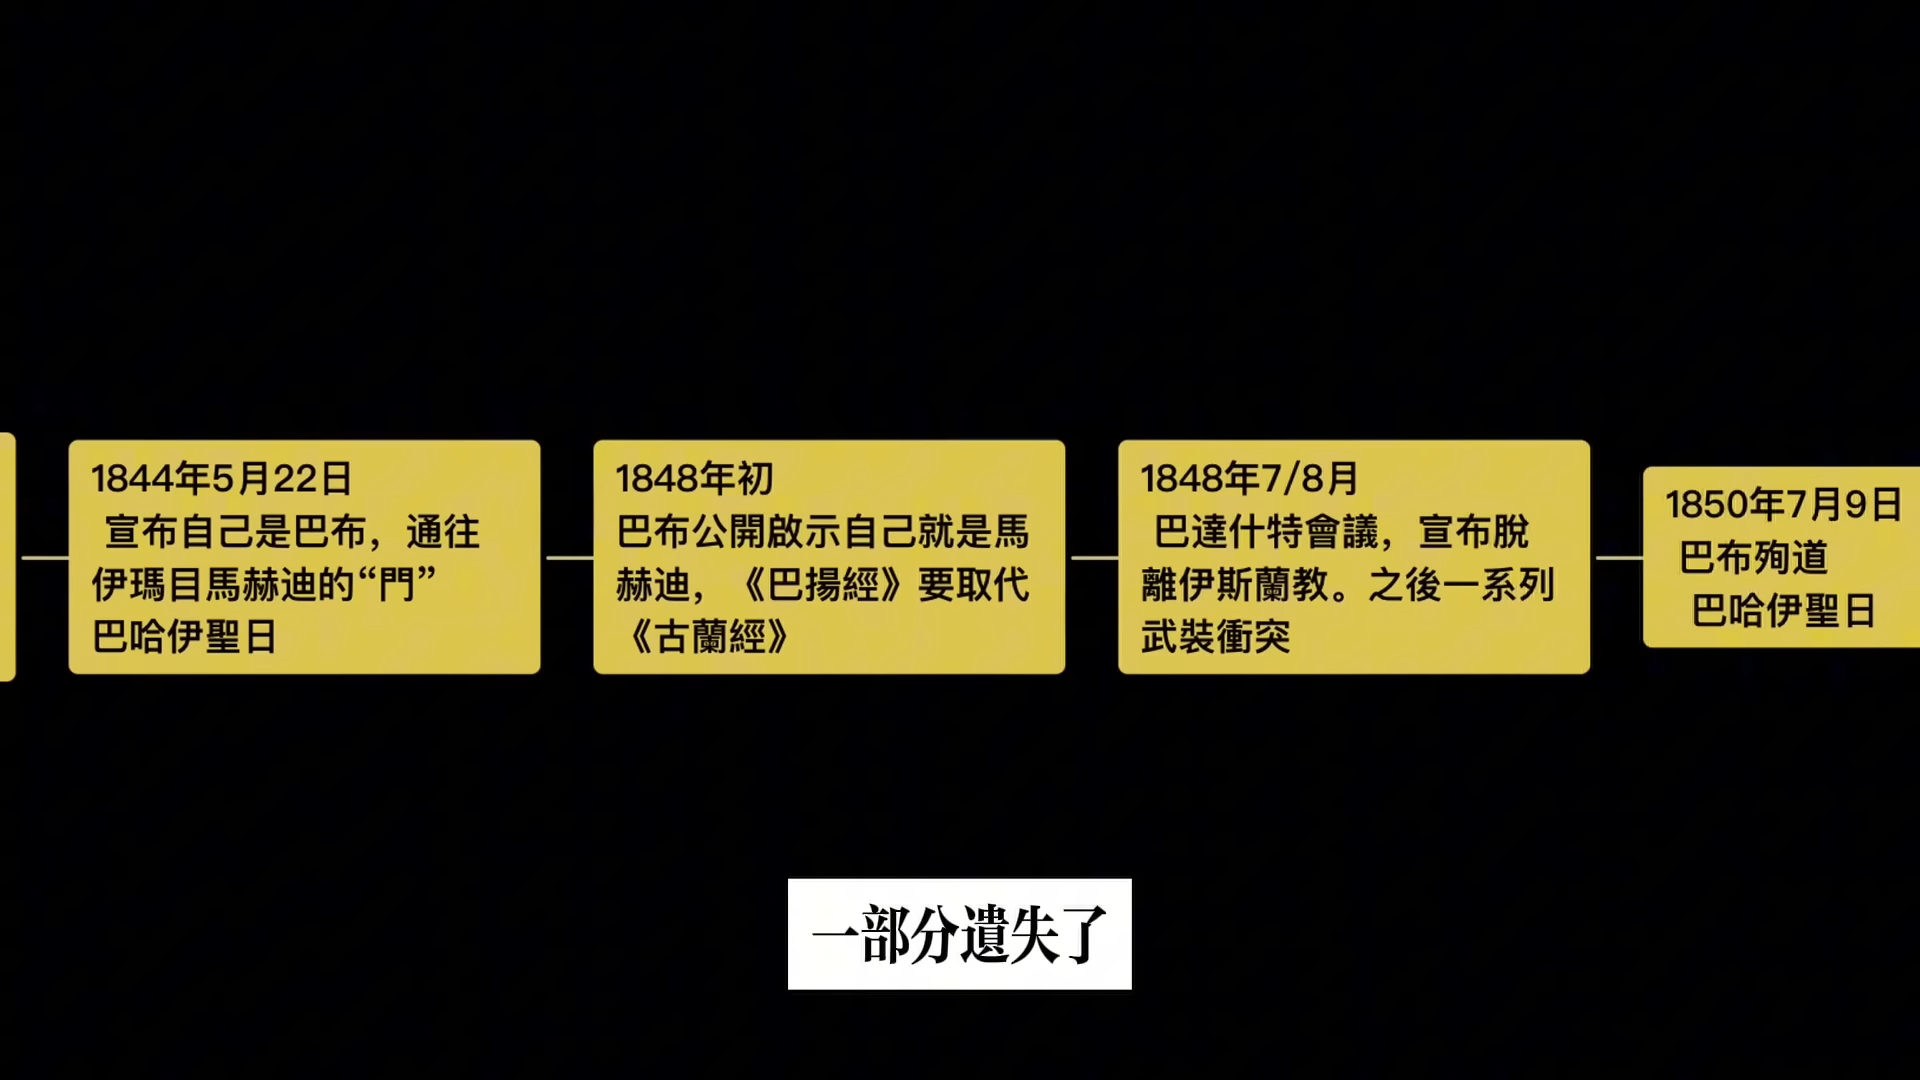 1844年5月22日
宣布自己是巴布，通往
伊瑪目馬赫迪的“門”
巴哈伊聖日
1848年初
巴布公開啟示自己就是馬
赫迪，《巴揚經》要取代
《古蘭經》
1848年7/8月
巴達什特會議，宣布脫
離伊斯蘭教。之後一系列
武裝衝突
1850年7月9日
巴布殉道
巴哈伊聖日
一部分遺失了